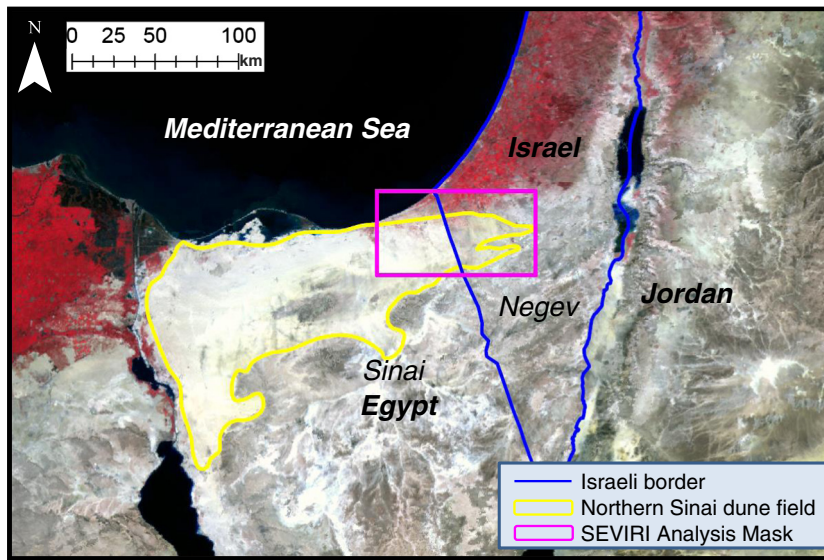 N
0 25 50 100
km
Mediterranean Sea
Israel
Jordan
Negev
Sinai
Egypt
Israeli border
Northern Sinai dune field
SEVIRI Analysis Mask